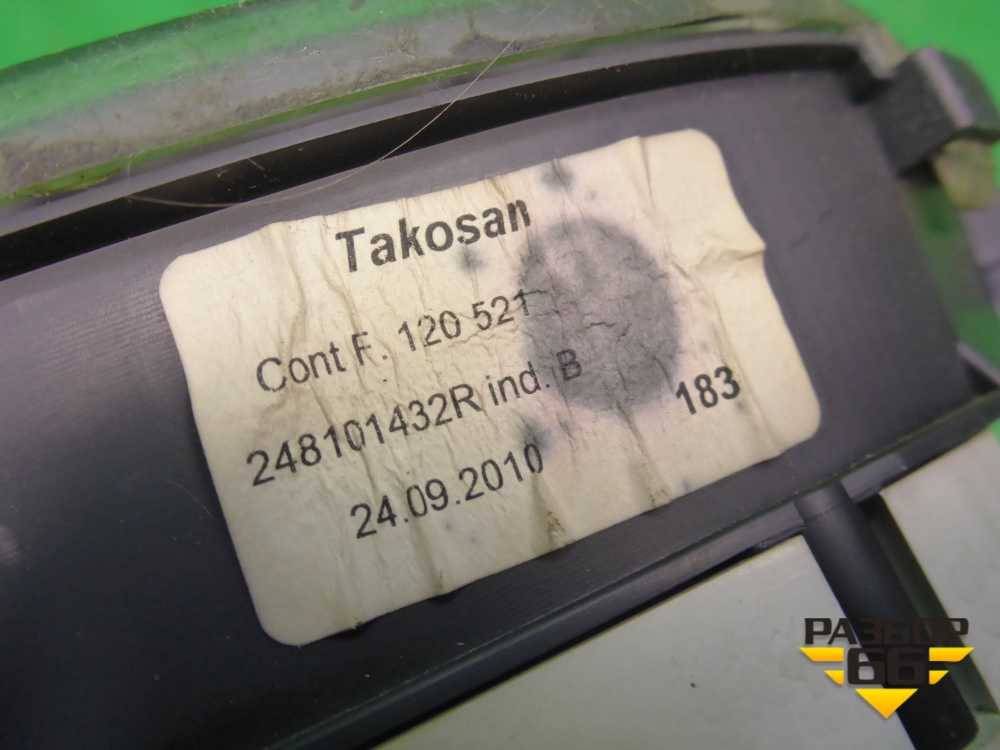 Takosan
Cont F. 120 521
248101432R ind. B
183
24.09.2010
РАЗБОР
66